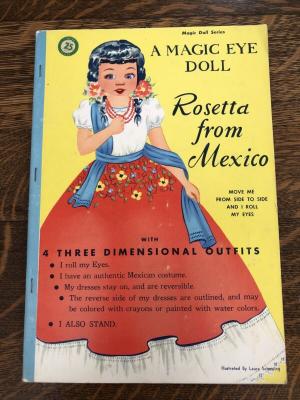 Magic Doll Series
25
A MAGIC EYE
DOLL
Rosetta
from
Mexico
MOVE ME
FROM SIDE TO SIDE
AND I ROLL
MY EYES
WITH
4 THREE DIMENSIONAL OUTFITS
• I roll my Eyes.
• I have an authentic Mexican costume.
• My dresses stay on, and are reversible.
• The reverse side of my dresses are outlined, and may
be colored with crayons or painted with water colors.
• I ALSO STAND.
Illustrated By Laura